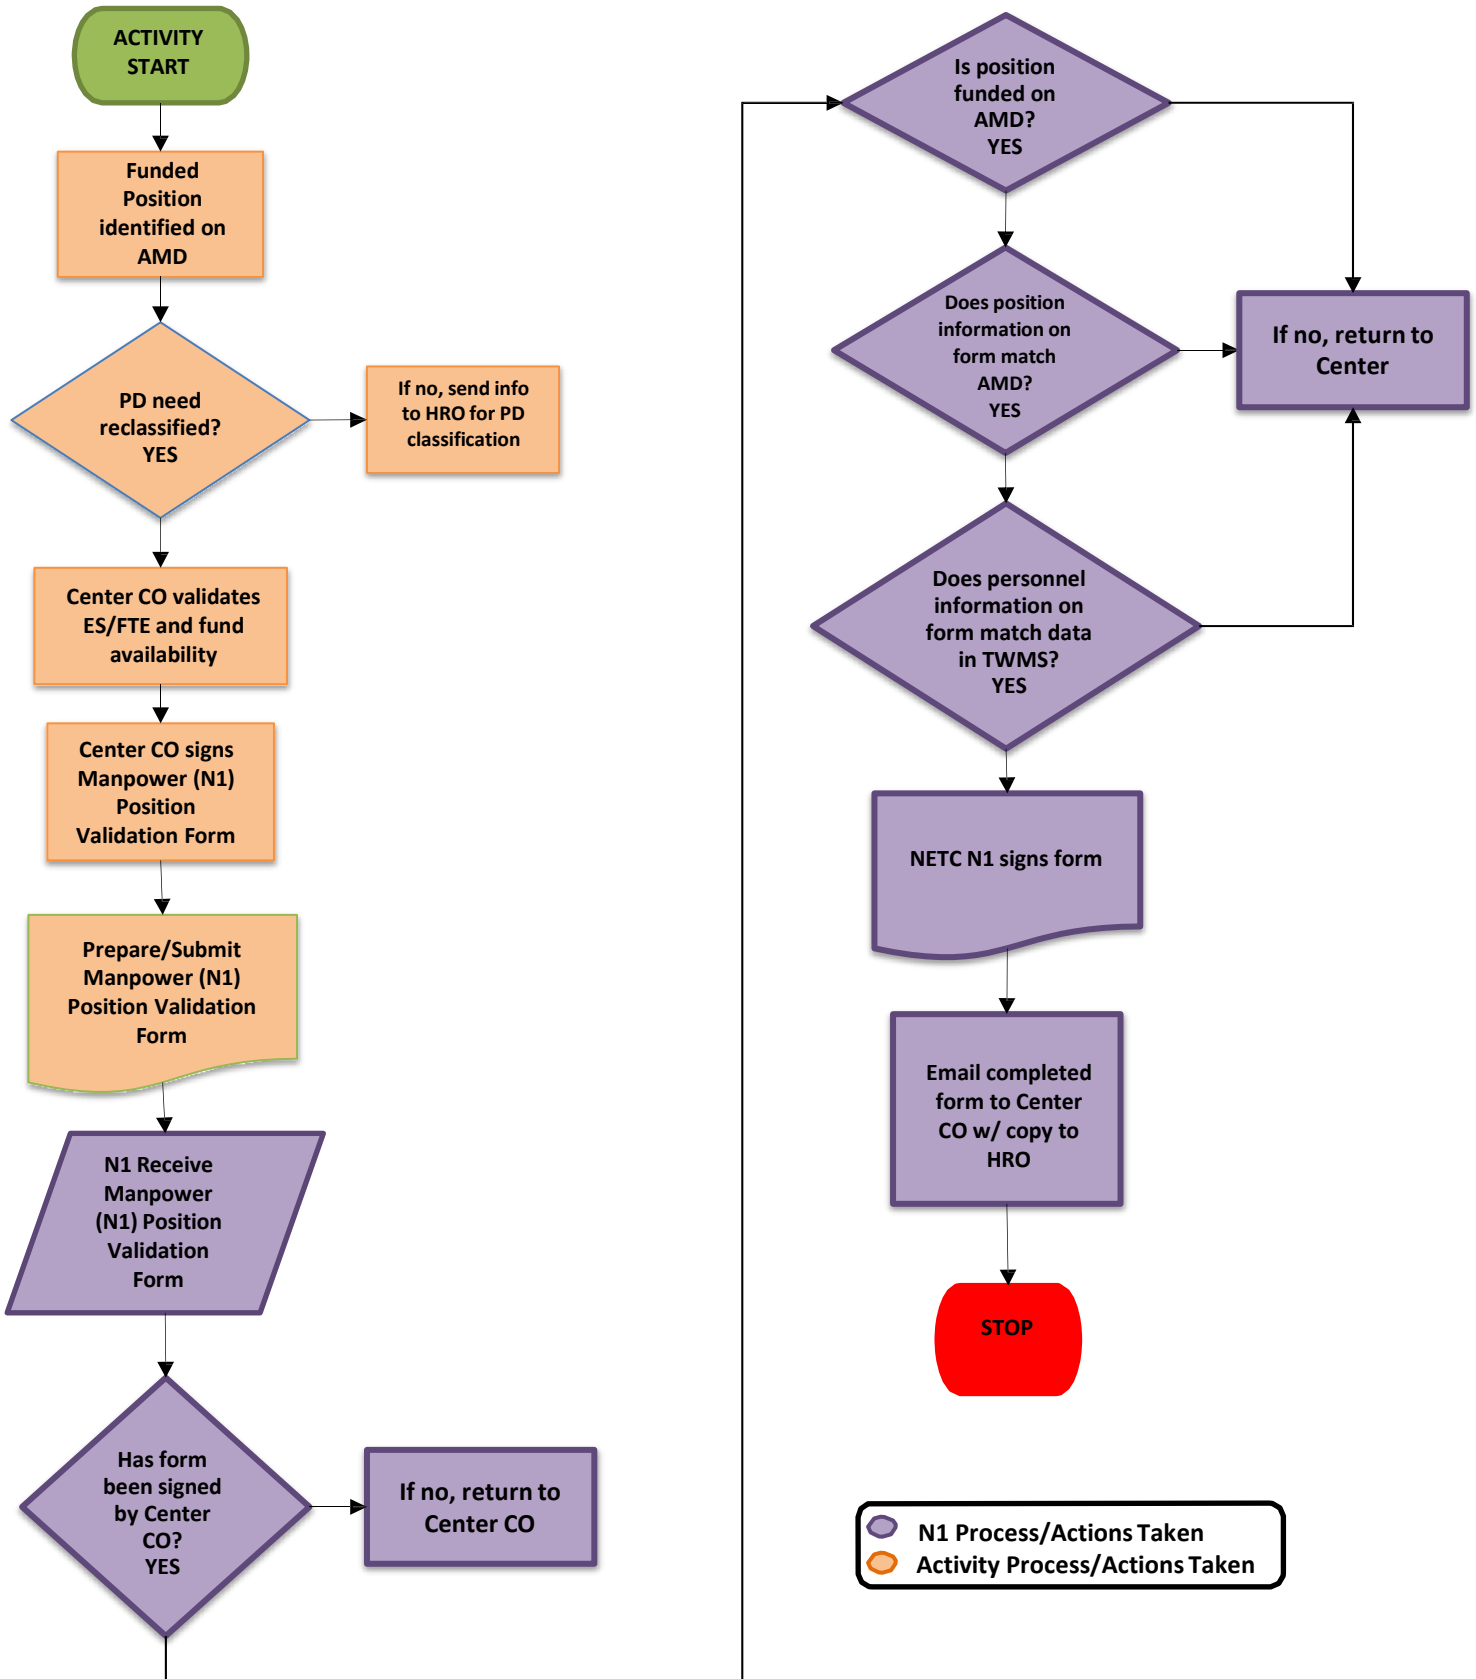 ACTIVITY
START
Funded
Position
identified on
AMD
PD need
reclassified?
YES
If no, send info
to HRO for PD
classification
Center CO validates
ES/FTE and fund
availability
Center CO signs
Manpower (N1)
Position
Validation Form
Prepare/Submit
Manpower (N1)
Position Validation
Form
N1 Receive
Manpower
(N1) Position
Validation
Form
Has form
been signed
by Center
CO?
YES
If no, return to
Center CO
Is position
funded on
AMD?
YES
Does position
information on
form match
AMD?
YES
If no, return to
Center
Does personnel
information on
form match data
in TWMS?
YES
NETC N1 signs form
Email completed
form to Center
CO w/ copy to
HRO
STOP
N1 Process/Actions Taken
Activity Process/Actions Taken